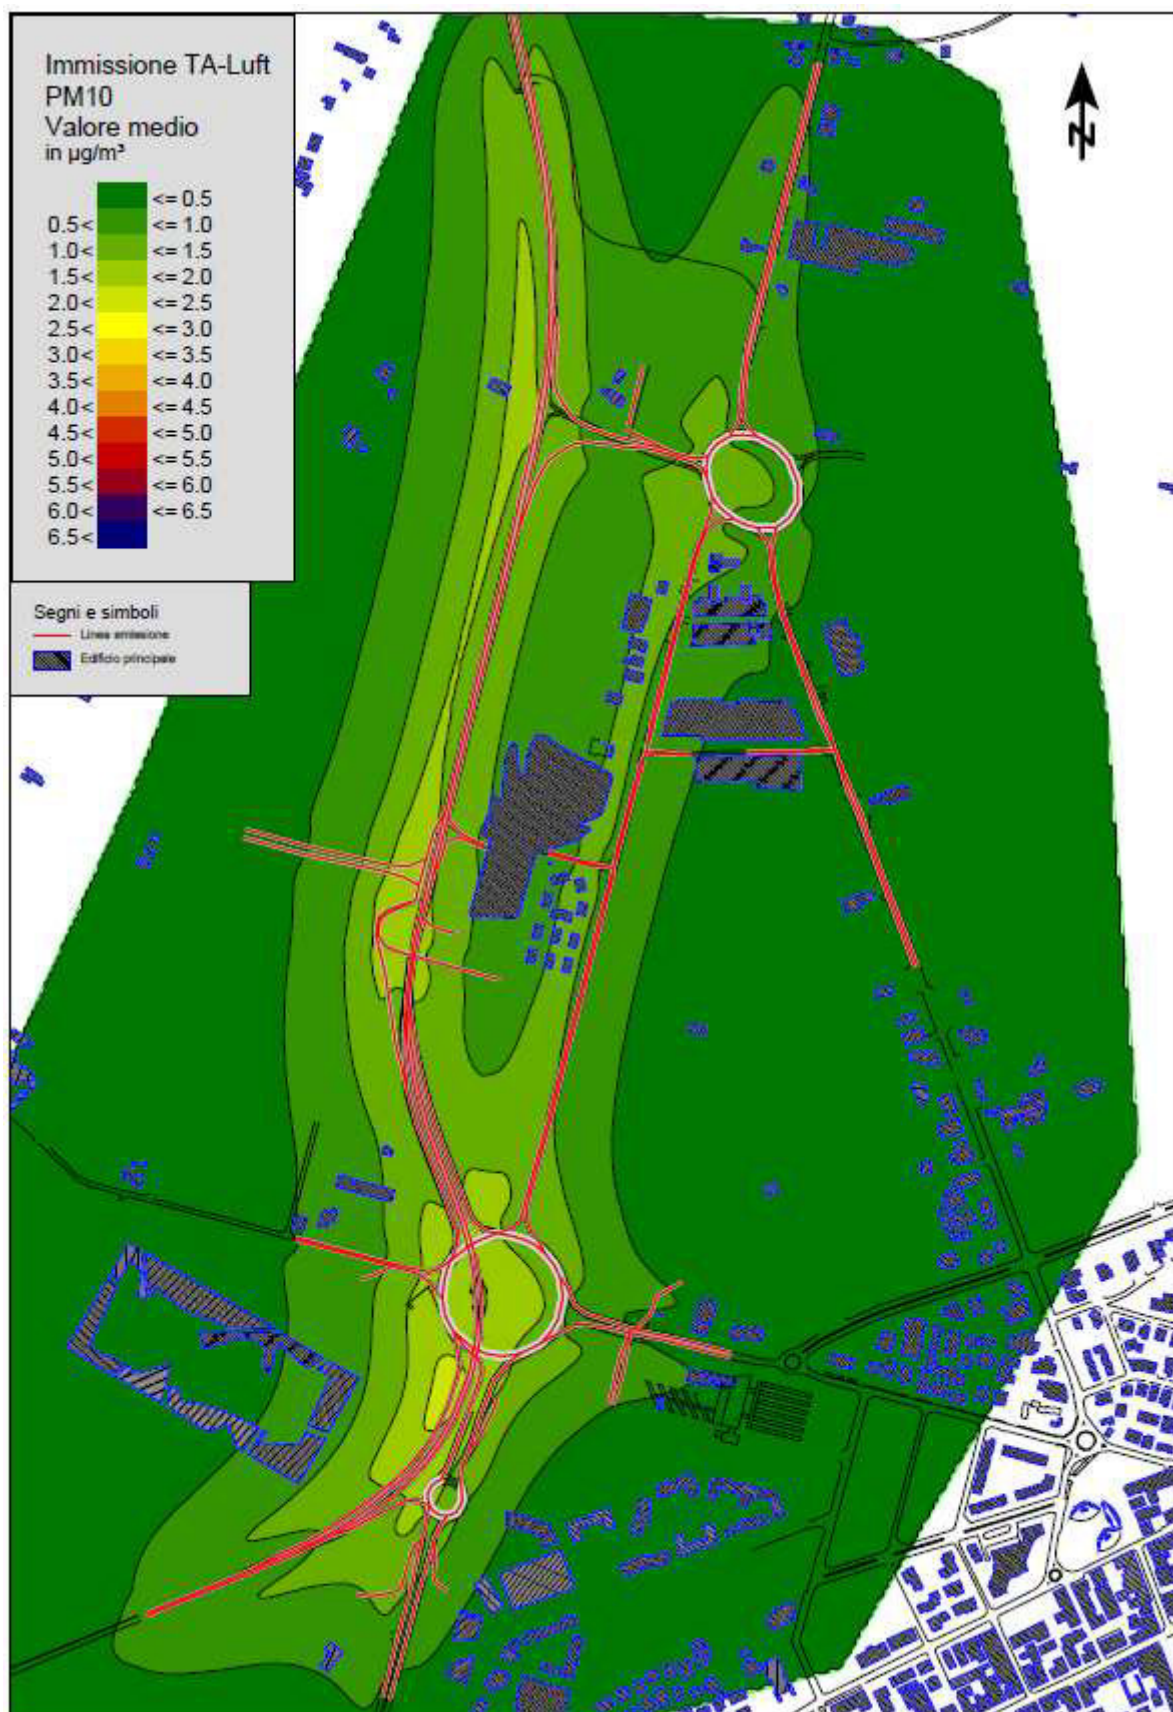 Immissione TA-Luft
PM10
Valore medio
in µg/m³
<= 0.5
0.5< <= 1.0
1.0< <= 1.5
1.5< <= 2.0
2.0< <= 2.5
2.5< <= 3.0
3.0< <= 3.5
3.5< <= 4.0
4.0< <= 4.5
4.5< <= 5.0
5.0< <= 5.5
5.5< <= 6.0
6.0< <= 6.5
6.5<
Segni e simboli
Linea emissione
Edificio principale
N